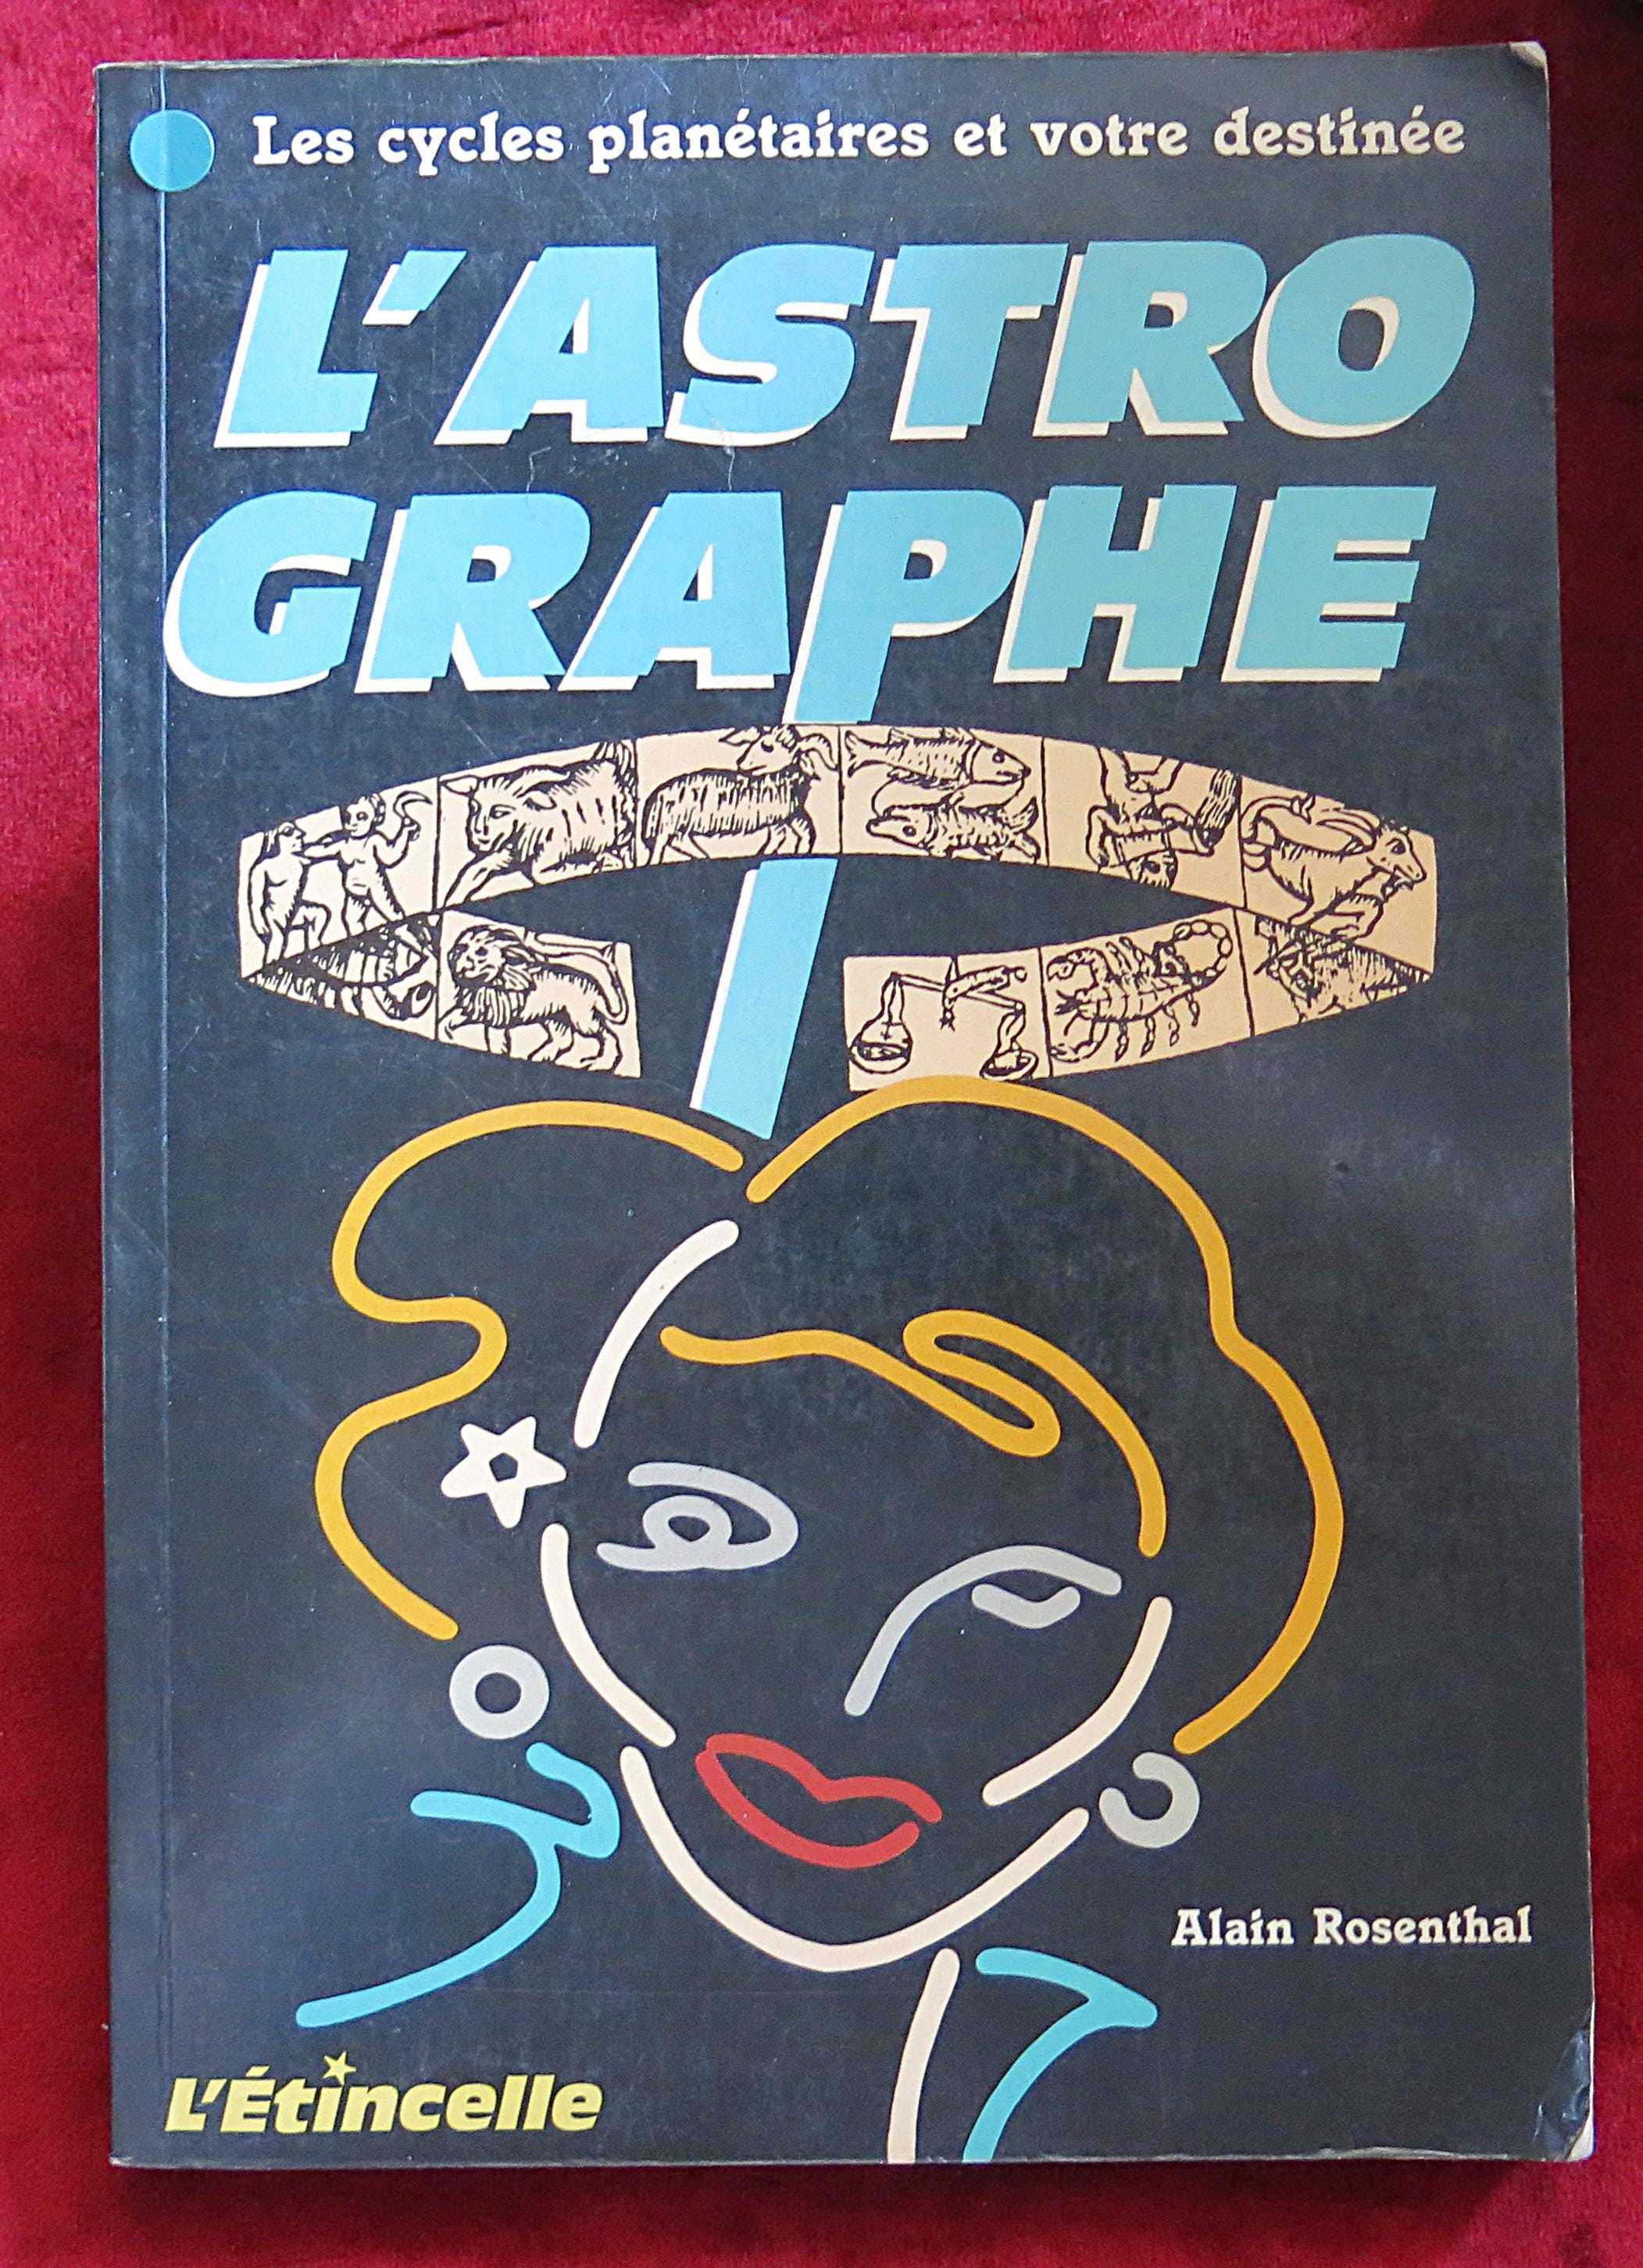 Les cycles planétaires et votre destinée
L'ASTRO
GRAPHE
Alain Rosenthal
L'Étincelle